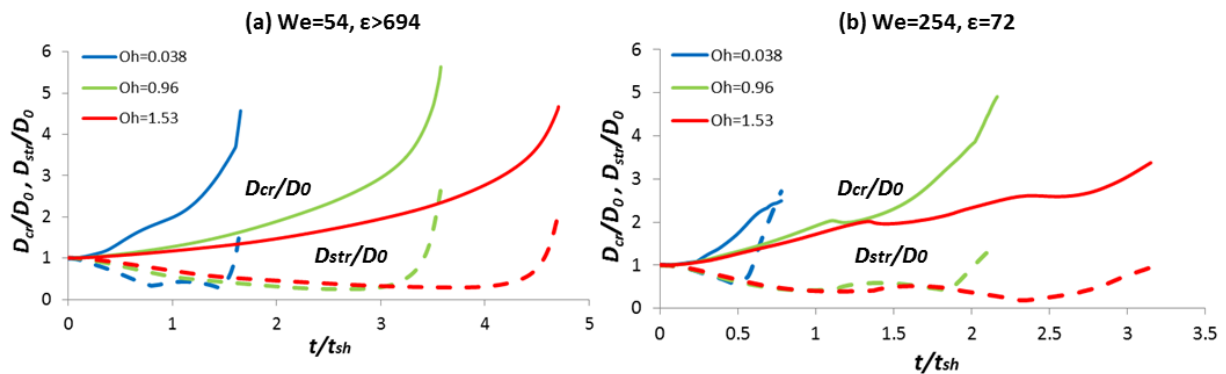 (a) We=54, ε>694
Dcr/D0 , Dstr/D0
6
5
4
3
2
1
0
Oh=0.038
Oh=0.96
Oh=1.53
Dcr/D0
Dstr/D0
0 1 2 3 4 5
t/tsh
(b) We=254, ε=72
Dcr/D0 , Dstr/D0
6
5
4
3
2
1
0
Oh=0.038
Oh=0.96
Oh=1.53
Dcr/D0
Dstr/D0
0 0.5 1 1.5 2 2.5 3 3.5
t/tsh